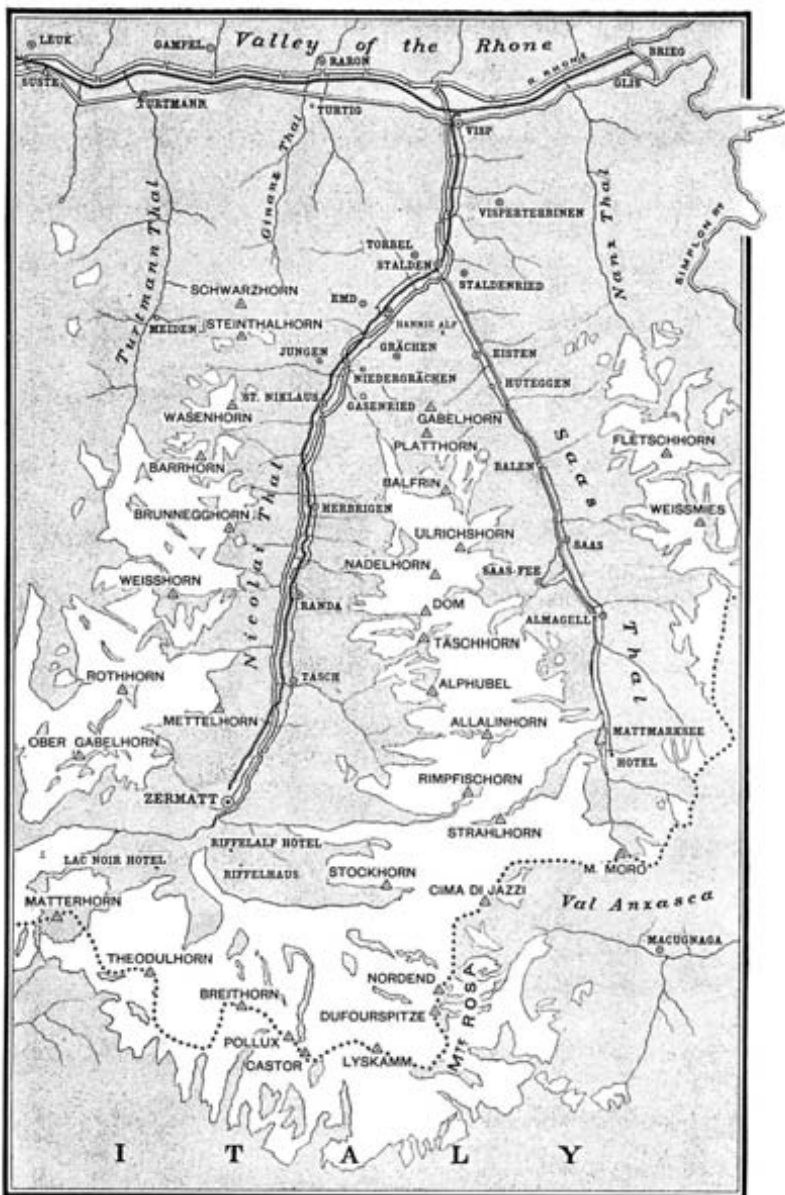 LEUK
GAMPEL
Valley of the Rhone
RARON
BRIEG
R. RHONE
SUSTE
TURTMANN
TURTIG
GLIS
VISP
Ginanz Thal
Turtmann Thal
VISPERTERBINEN
Nanz Thal
SIMPLON RD
TORBEL
STALDEN
STALDENRIED
SCHWARZHORN
EMD
HANNIG ALP
MEIDEN
STEINTHALHORN
JUNGEN
GRÄCHEN
EISTEN
NIEDERGRÄCHEN
HUTEGGEN
ST. NIKLAUS
GASENRIED
WASENHORN
GABELHORN
PLATTHORN
Saas Thal
FLETSCHHORN
BARRHORN
BALEN
BALFRIN
Nicolai Thal
HERBRIGEN
BRUNNEGGHORN
WEISSMIES
ULRICHSHORN
SAAS
NADELHORN
SAAS-FEE
WEISSHORN
RANDA
DOM
ALMAGELL
TÄSCHHORN
ROTHHORN
TÄSCH
ALPHUBEL
METTELHORN
ALLALINHORN
MATTMARKSEE
OBER GABELHORN
HOTEL
RIMPFISCHORN
ZERMATT
STRAHLHORN
RIFFELALP HOTEL
LAC NOIR HOTEL
RIFFELHAUS
STOCKHORN
M. MORO
CIMA DI JAZZI
MATTERHORN
Val Anzasca
MACUGNAGA
THEODULHORN
NORDEND
BREITHORN
DUFOURSPITZE
MTE ROSA
POLLUX
CASTOR
LYSKAMM
ITALY